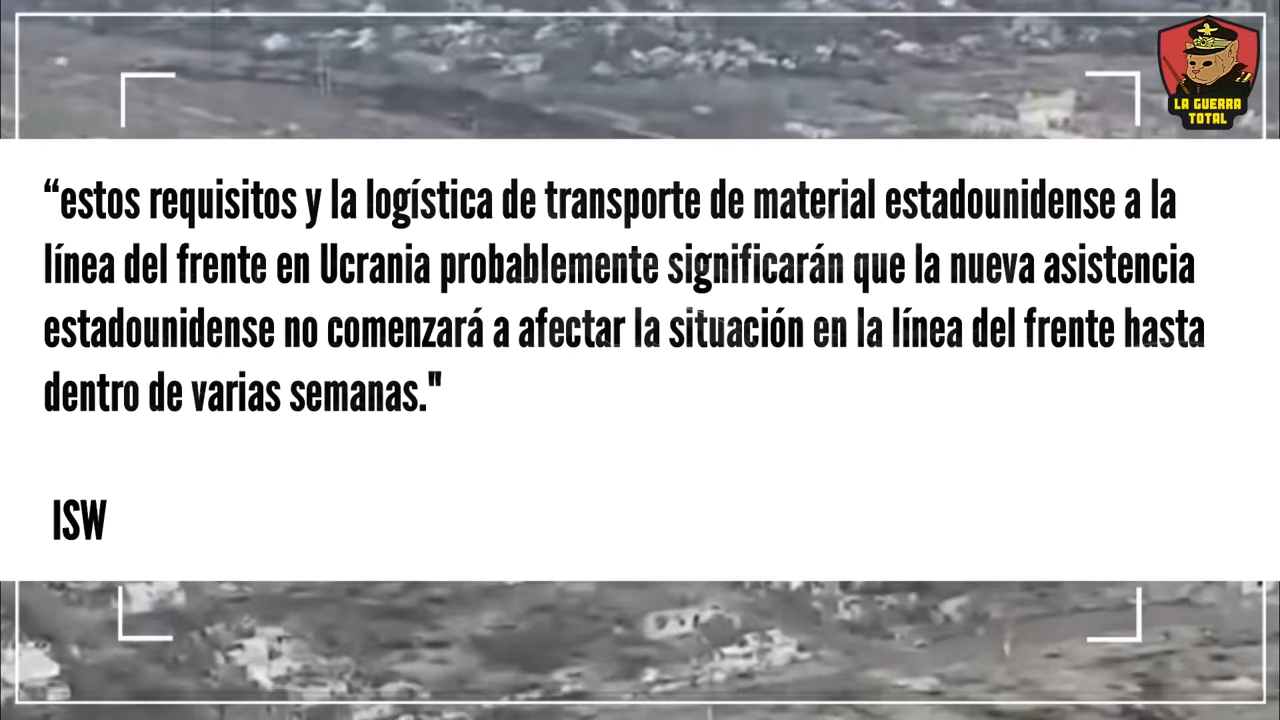 LA GUERRA
TOTAL
“estos requisitos y la logística de transporte de material estadounidense a la
línea del frente en Ucrania probablemente significarán que la nueva asistencia
estadounidense no comenzará a afectar la situación en la línea del frente hasta
dentro de varias semanas."
ISW